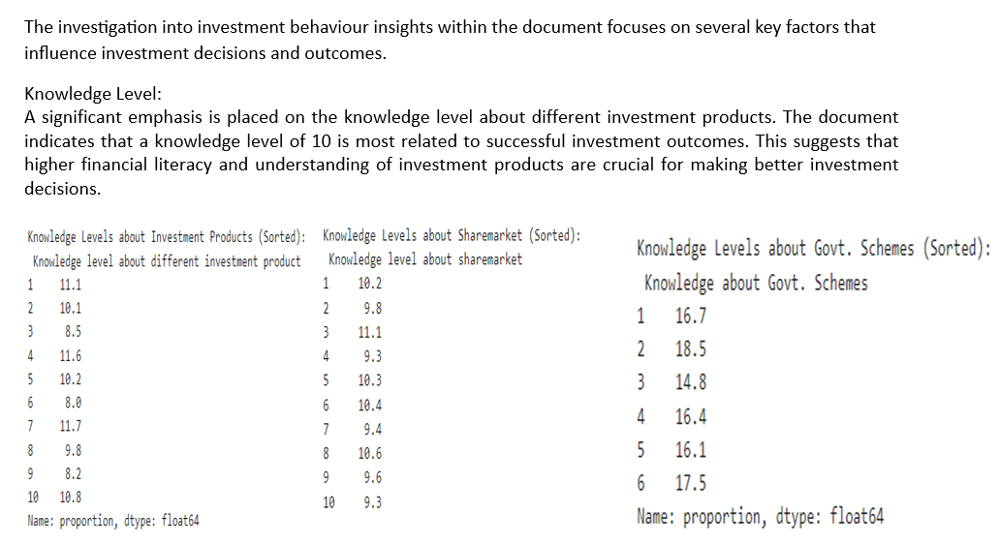 The investigation into investment behaviour insights within the document focuses on several key factors that
influence investment decisions and outcomes.
Knowledge Level:
A significant emphasis is placed on the knowledge level about different investment products. The document
indicates that a knowledge level of 10 is most related to successful investment outcomes. This suggests that
higher financial literacy and understanding of investment products are crucial for making better investment
decisions.
Knowledge Levels about Investment Products (Sorted):
Knowledge level about different investment product
1 11.1
2 10.1
3 8.5
4 11.6
5 10.2
6 8.0
7 11.7
8 9.8
9 8.2
10 10.8
Name: proportion, dtype: float64
Knowledge Levels about Sharemarket (Sorted):
Knowledge level about sharemarket
1 10.2
2 9.8
3 11.1
4 9.3
5 10.3
6 10.4
7 9.4
8 10.6
9 9.6
10 9.3
Knowledge Levels about Govt. Schemes (Sorted):
Knowledge about Govt. Schemes
1 16.7
2 18.5
3 14.8
4 16.4
5 16.1
6 17.5
Name: proportion, dtype: float64